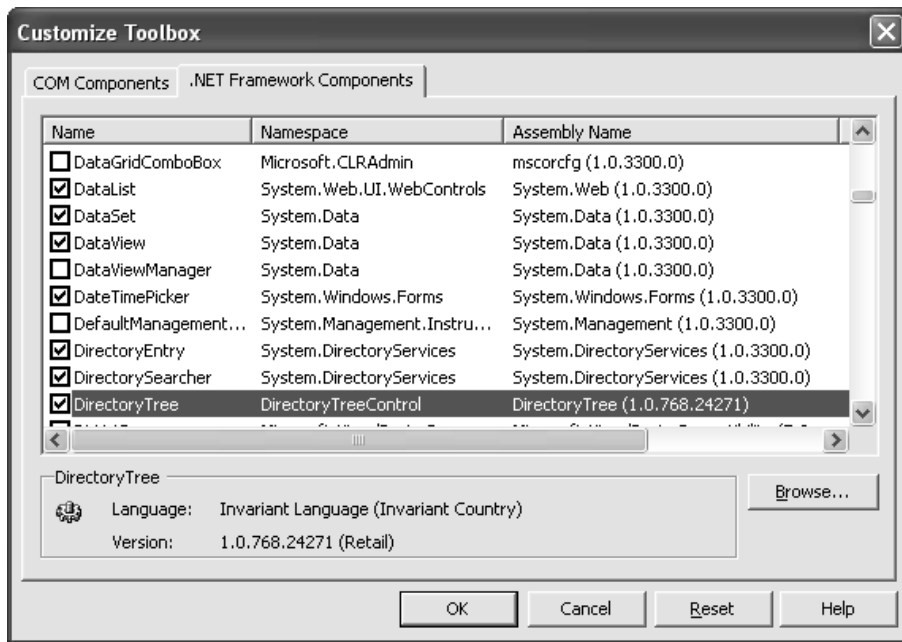 Customize Toolbox
COM Components .NET Framework Components
Name Namespace Assembly Name
DataGridComboBox Microsoft.CLRAdmin mscorcfg (1.0.3300.0)
DataList System.Web.UI.WebControls System.Web (1.0.3300.0)
DataSet System.Data System.Data (1.0.3300.0)
DataView System.Data System.Data (1.0.3300.0)
DataViewManager System.Data System.Data (1.0.3300.0)
DateTimePicker System.Windows.Forms System.Windows.Forms (1.0.3300.0)
DefaultManagement... System.Management.Instru... System.Management (1.0.3300.0)
DirectoryEntry System.DirectoryServices System.DirectoryServices (1.0.3300.0)
DirectorySearcher System.DirectoryServices System.DirectoryServices (1.0.3300.0)
DirectoryTree DirectoryTreeControl DirectoryTree (1.0.768.24271)
DirectoryTree
Browse...
Language: Invariant Language (Invariant Country)
Version: 1.0.768.24271 (Retail)
OK Cancel Reset Help